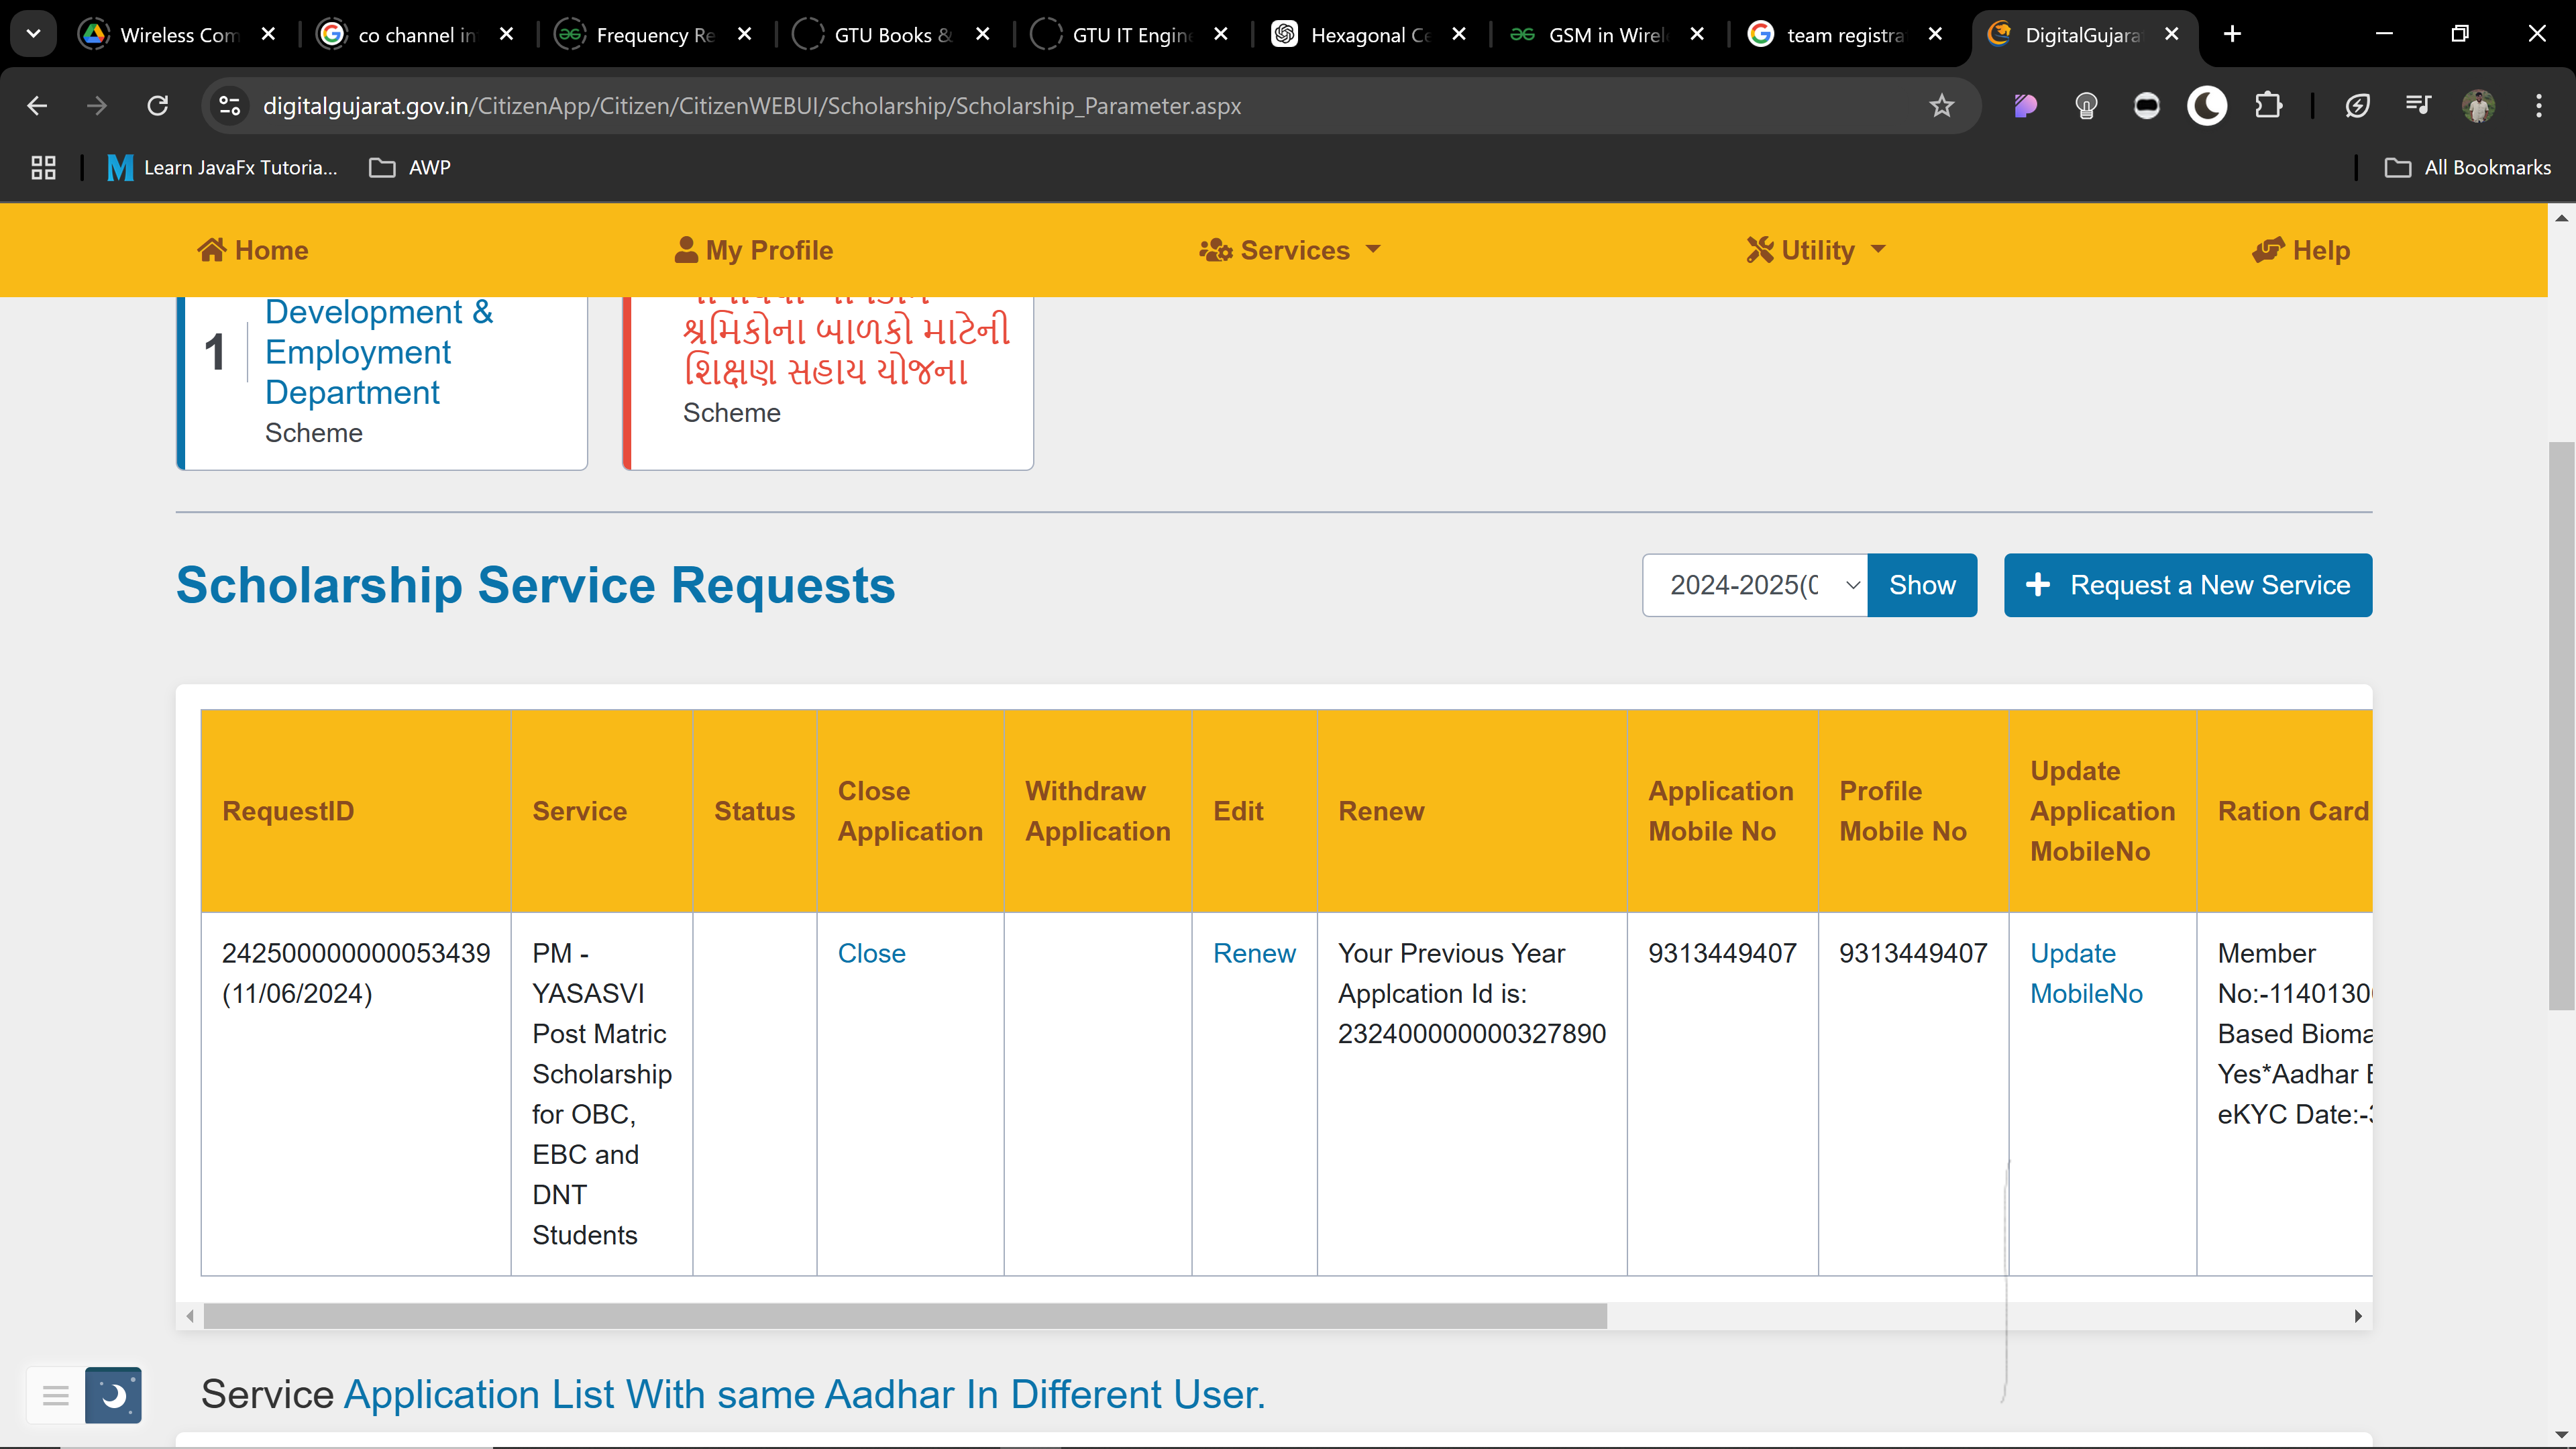 Wireless Com
co channel in
Frequency Re
GTU Books &
GTU IT Engin
Hexagonal Ce
GSM in Wirel
team registra
DigitalGujara
digitalgujarat.gov.in/CitizenApp/Citizen/CitizenWEBUI/Scholarship/Scholarship_Parameter.aspx
Learn JavaFx Tutoria...
AWP
All Bookmarks
Home
My Profile
Services
Utility
Help
1
Development &
Employment
Department
Scheme
શ્રમિકોના બાળકો માટેની
શિક્ષણ સહાય યોજના
Scheme
Scholarship Service Requests
2024-2025(
Show
Request a New Service
RequestID
Service
Status
Close
Application
Withdraw
Application
Edit
Renew
Application
Mobile No
Profile
Mobile No
Update
Application
MobileNo
Ration Card
242500000000053439
(11/06/2024)
PM -
YASASVI
Post Matric
Scholarship
for OBC,
EBC and
DNT
Students
Close
Renew
Your Previous Year
Applcation Id is:
232400000000327890
9313449407
9313449407
Update
MobileNo
Member
No:-1140130
Based Bioma
Yes*Aadhar
eKYC Date:-
Service Application List With same Aadhar In Different User.